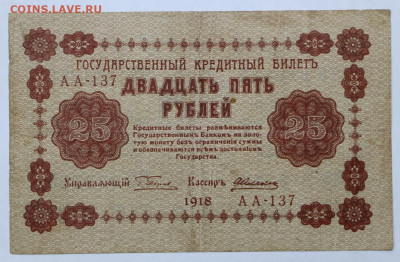 COINS.LAVE.RU
ГОСУДАРСТВЕННЫЙ КРЕДИТНЫЙ БИЛЕТЪ
АА-137
ДВАДЦАТЬ ПЯТЬ
РУБЛЕЙ
25 25
Кредитные билеты размѣниваются
Государственнымъ Банкомъ на золо-
тую монету безъ ограниченія суммы
и обезпечиваются всѣмъ достояніемъ
Государства.
Управляющій Кассиръ
1918 АА-137